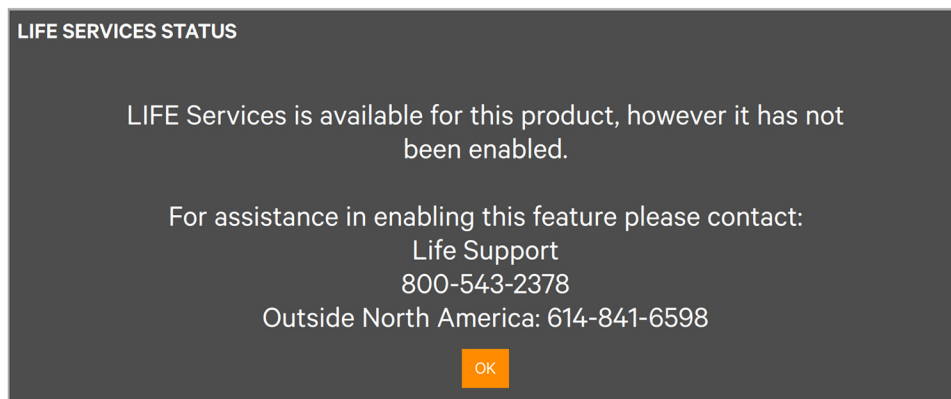 LIFE SERVICES STATUS
LIFE Services is available for this product, however it has not
been enabled.
For assistance in enabling this feature please contact:
Life Support
800-543-2378
Outside North America: 614-841-6598
OK